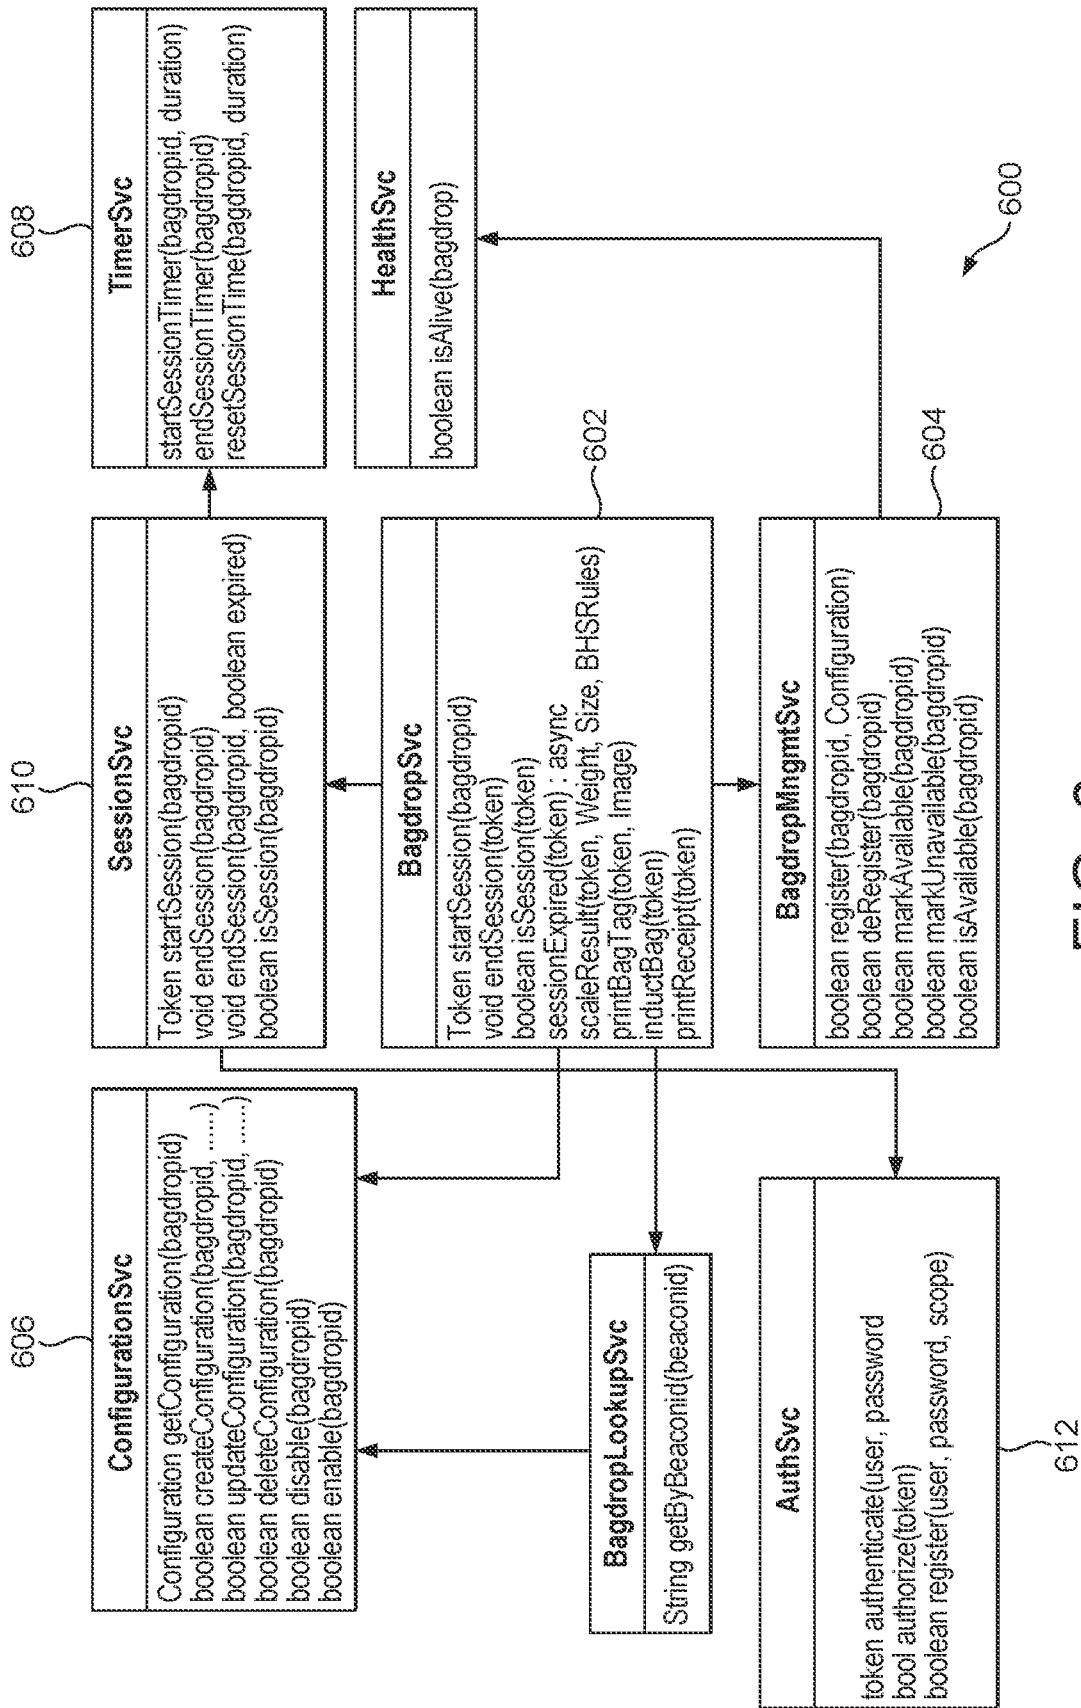 606
ConfigurationSvc
Configuration getConfiguration(bagdropid)
boolean createConfiguration(bagdropid, ......)
boolean updateConfiguration(bagdropid, ......)
boolean deleteConfiguration(bagdropid)
boolean disable(bagdropid)
boolean enable(bagdropid)
610
SessionSvc
Token startSession(bagdropid)
void endSession(bagdropid)
void endSession(bagdropid, boolean expired)
boolean isSession(bagdropid)
608
TimerSvc
startSessionTimer(bagdropid, duration)
endSessionTimer(bagdropid)
resetSessionTime(bagdropid, duration)
BagdropLookupSvc
String getByBeaconid(beaconid)
BagdropSvc
Token startSession(bagdropid)
void endSession(token)
boolean isSession(token)
sessionExpired(token) : async
scaleResult(token, Weight, Size, BHSRules)
printBagTag(token, Image)
inductBag(token)
printReceipt(token)
602
HealthSvc
boolean isAlive(bagdrop)
AuthSvc
token authenticate(user, password
bool authorize(token)
boolean register(user, password, scope)
612
BagdropMngmtSvc
boolean register(bagdropid, Configuration)
boolean deRegister(bagdropid)
boolean markAvailable(bagdropid)
boolean markUnavailable(bagdropid
boolean isAvailable(bagdropid)
604
600